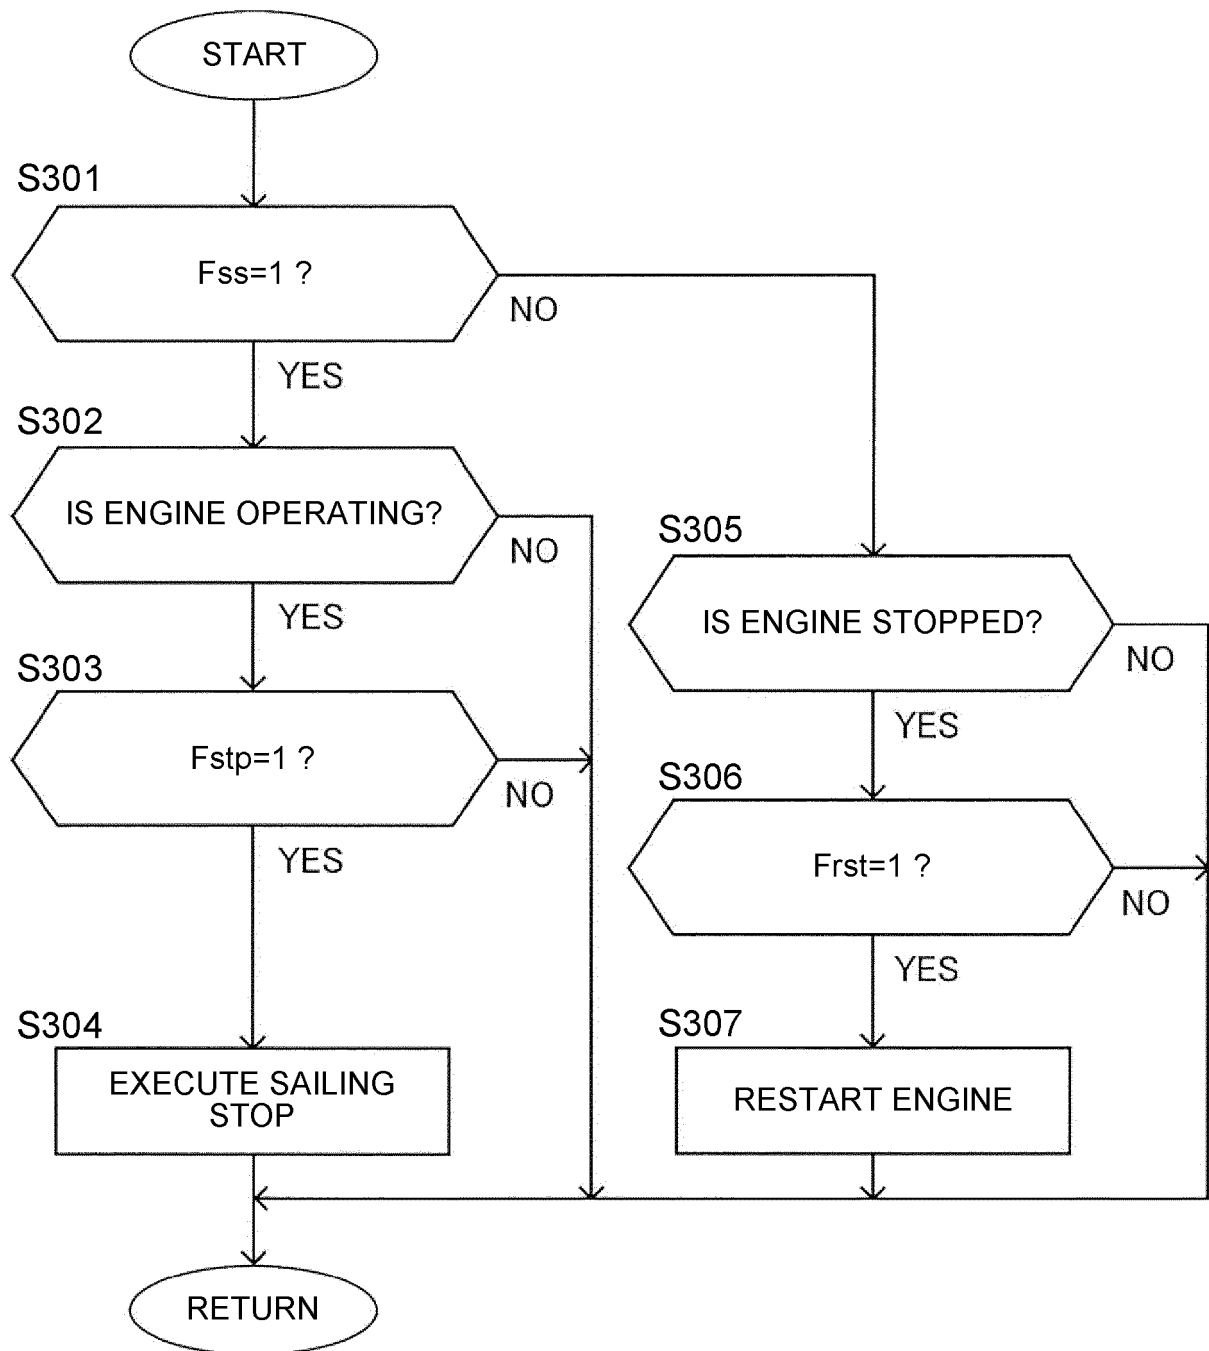 START
S301
Fss=1 ?
NO
YES
S302
IS ENGINE OPERATING?
NO
YES
S303
Fstp=1 ?
NO
YES
S304
EXECUTE SAILING
STOP
S305
IS ENGINE STOPPED?
NO
YES
S306
Frst=1 ?
NO
YES
S307
RESTART ENGINE
RETURN